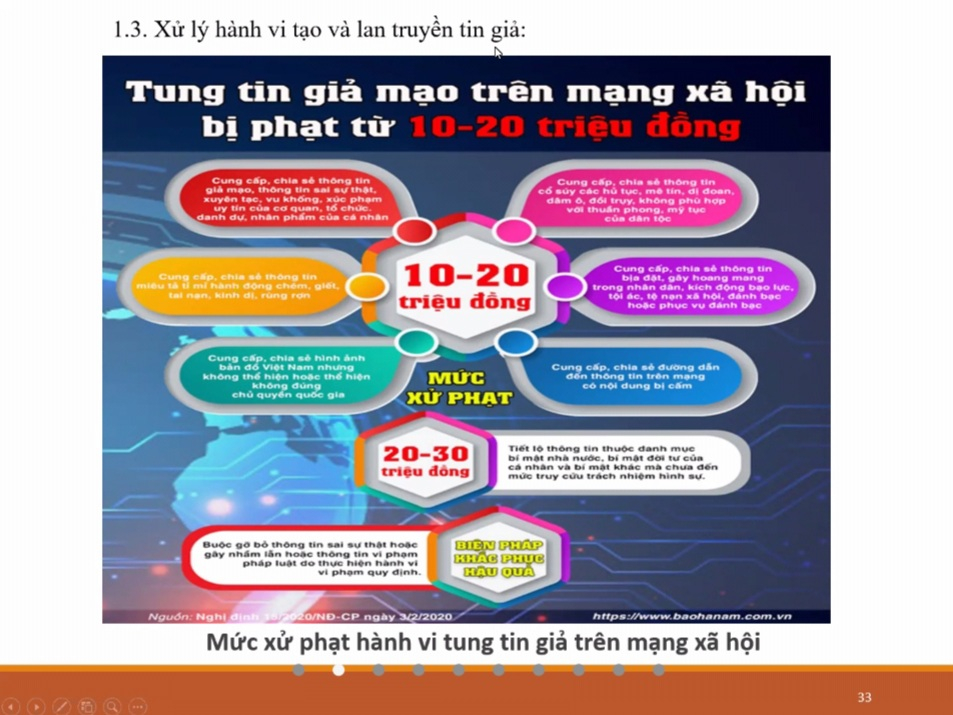 1.3. Xử lý hành vi tạo và lan truyền tin giả:
Tung tin giả mạo trên mạng xã hội
bị phạt từ 10-20 triệu đồng
Cung cấp, chia sẻ thông tin
giả mạo, thông tin sai sự thật,
xuyên tạc, vu khống, xúc phạm
uy tín của cơ quan, tổ chức.
danh dự, nhân phẩm của cá nhân
Cung cấp, chia sẻ thông tin
cổ súy các hủ tục, mê tín, dị đoan,
dâm ô, đồi trụy, không phù hợp
với thuần phong, mỹ tục
của dân tộc
Cung cấp, chia sẻ thông tin
miêu tả tỉ mỉ hành động chém, giết,
tai nạn, kinh dị, rùng rợn
10-20
triệu đồng
Cung cấp, chia sẻ thông tin
bịa đặt, gây hoang mang
trong nhân dân, kích động bạo lực,
tội ác, tệ nạn xã hội, đánh bạc
hoặc phục vụ đánh bạc
Cung cấp, chia sẻ hình ảnh
bản đồ Việt Nam nhưng
không thể hiện hoặc thể hiện
không đúng
chủ quyền quốc gia
MỨC
XỬ PHẠT
Cung cấp, chia sẻ đường dẫn
đến thông tin trên mạng
có nội dung bị cấm
20-30
triệu đồng
Tiết lộ thông tin thuộc danh mục
bí mật nhà nước, bí mật đời tư của
cá nhân và bí mật khác mà chưa đến
mức truy cứu trách nhiệm hình sự.
Buộc gỡ bỏ thông tin sai sự thật hoặc
gây nhầm lẫn hoặc thông tin vi phạm
pháp luật do thực hiện hành vi
vi phạm quy định.
BIỆN PHÁP
KHẮC PHỤC
HẬU QUẢ
Nguồn: Nghị định 15/2020/NĐ-CP ngày 3/2/2020
https://www.baohanam.com.vn
Mức xử phạt hành vi tung tin giả trên mạng xã hội
33